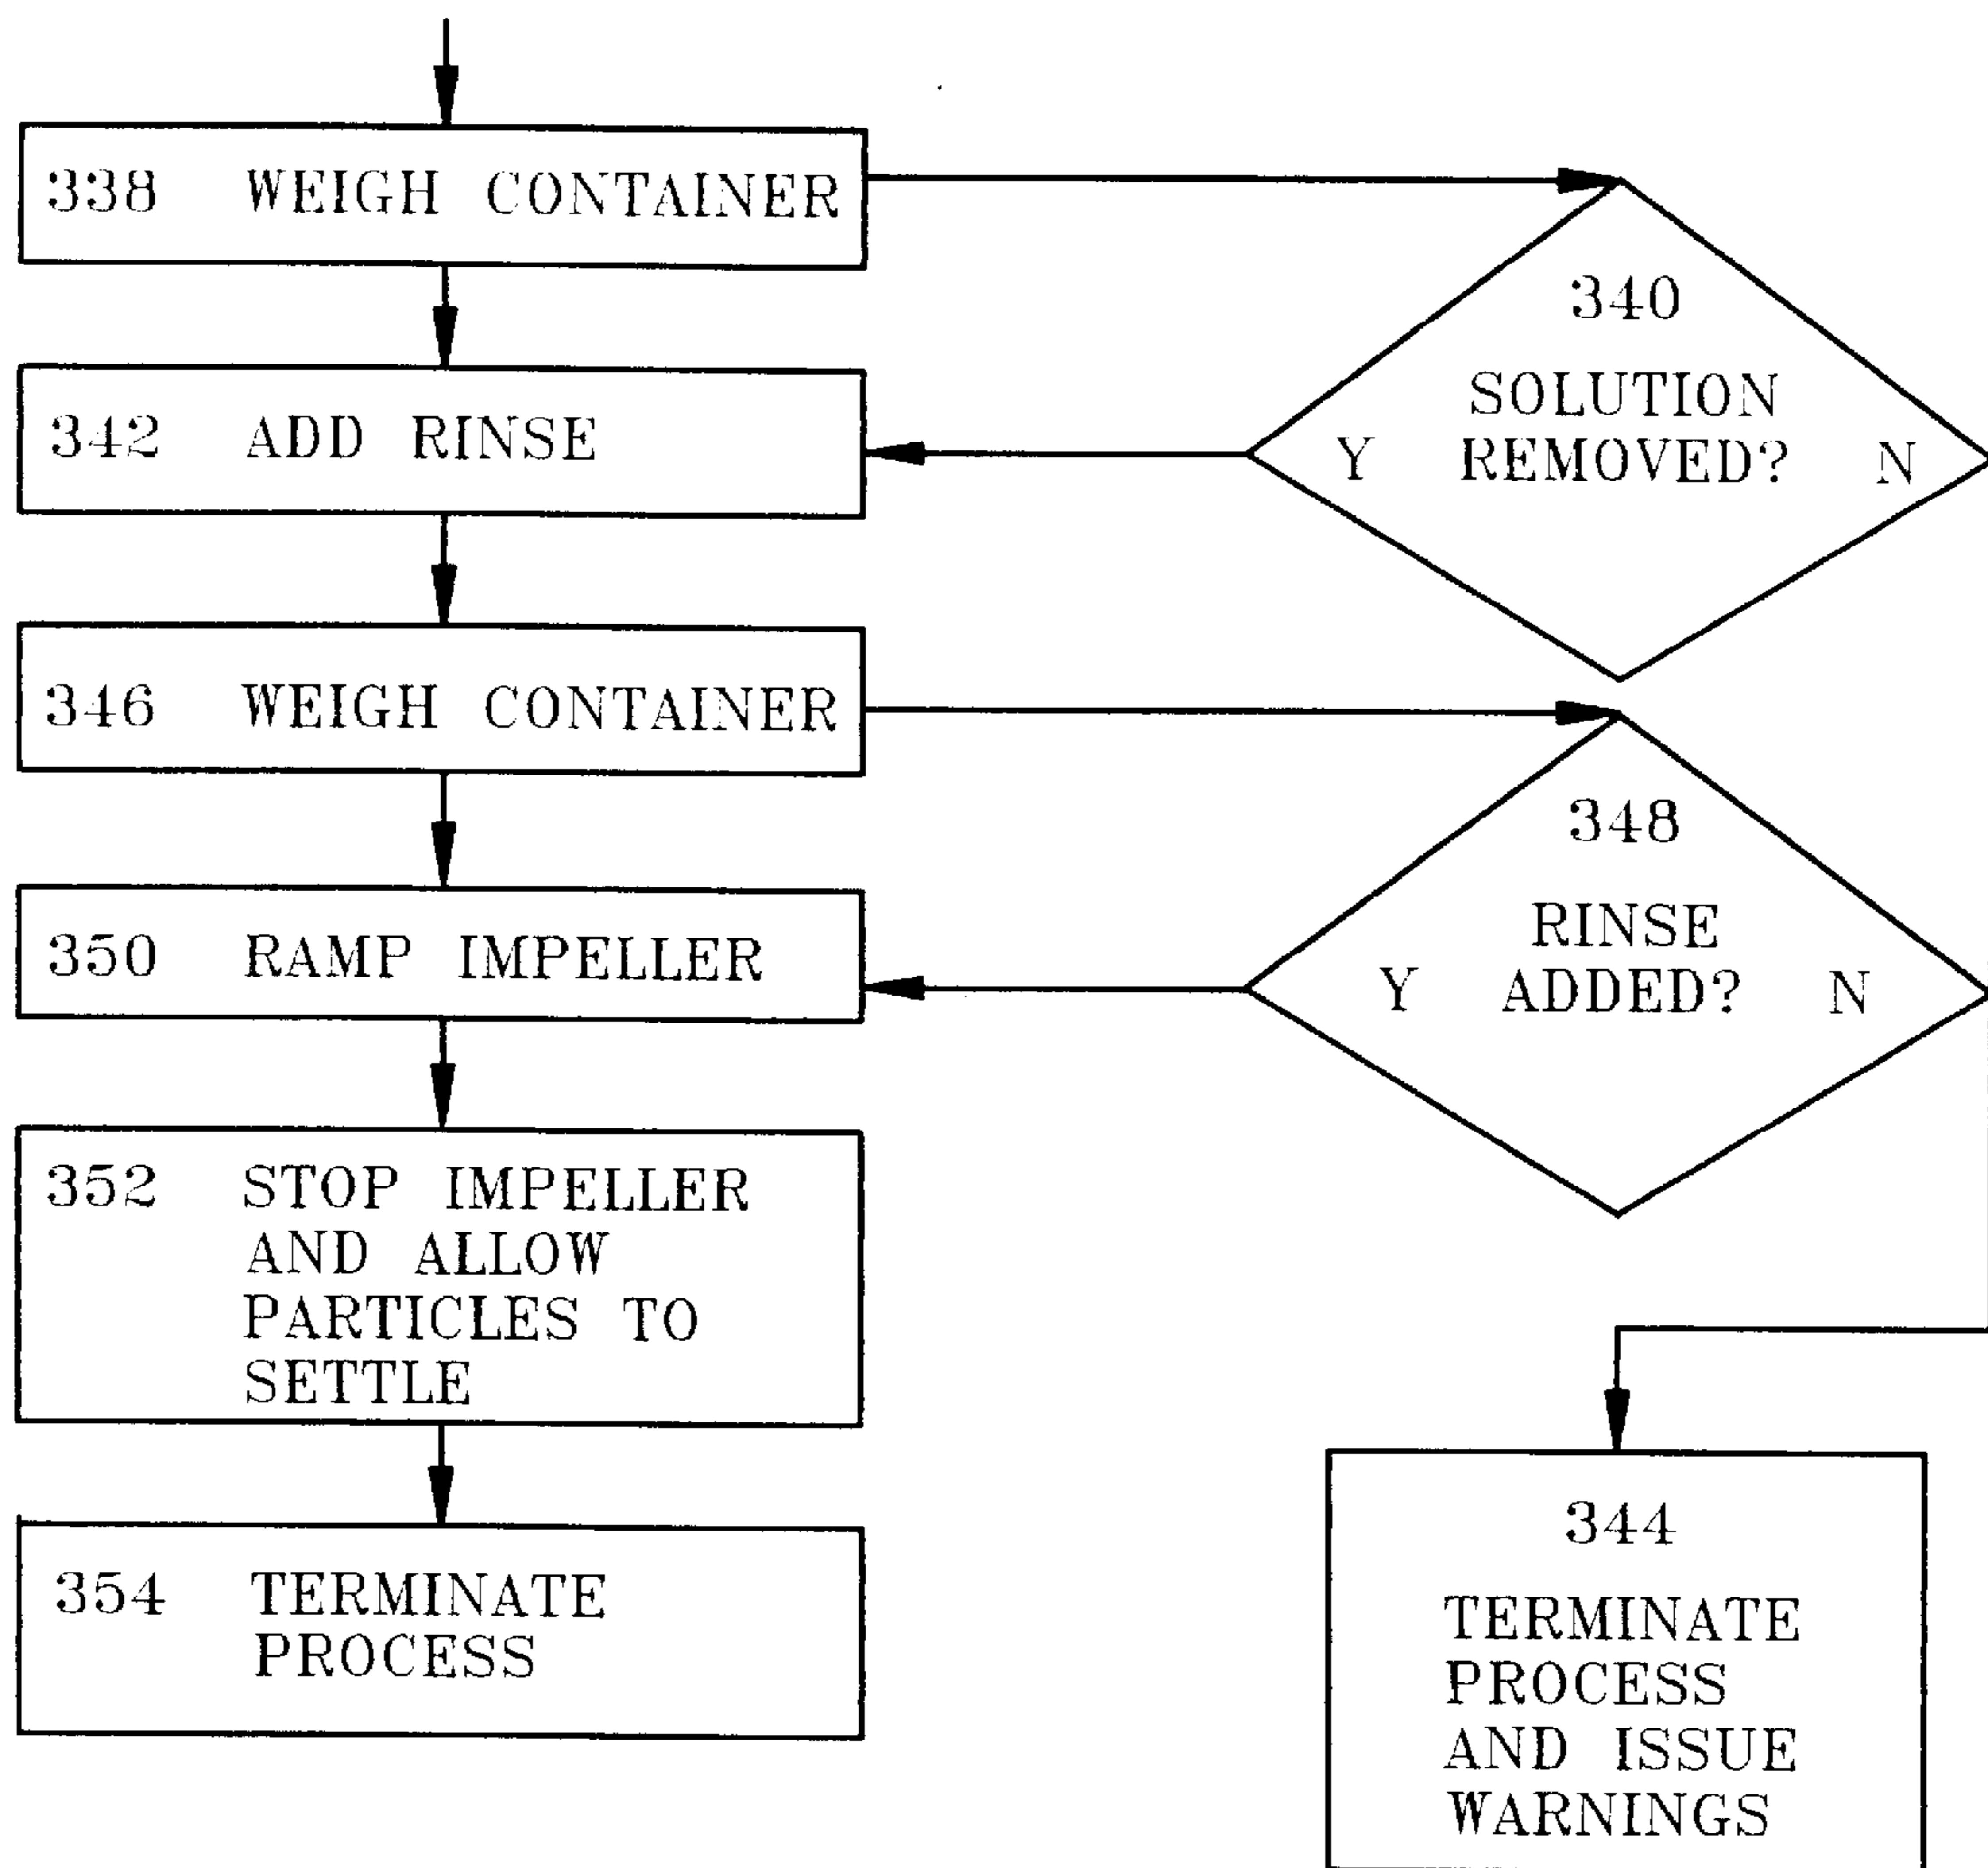 338 WEIGH CONTAINER
340
SOLUTION
Y REMOVED? N
342 ADD RINSE
346 WEIGH CONTAINER
348
RINSE
Y ADDED? N
350 RAMP IMPELLER
352 STOP IMPELLER
AND ALLOW
PARTICLES TO
SETTLE
354 TERMINATE
PROCESS
344
TERMINATE
PROCESS
AND ISSUE
WARNINGS